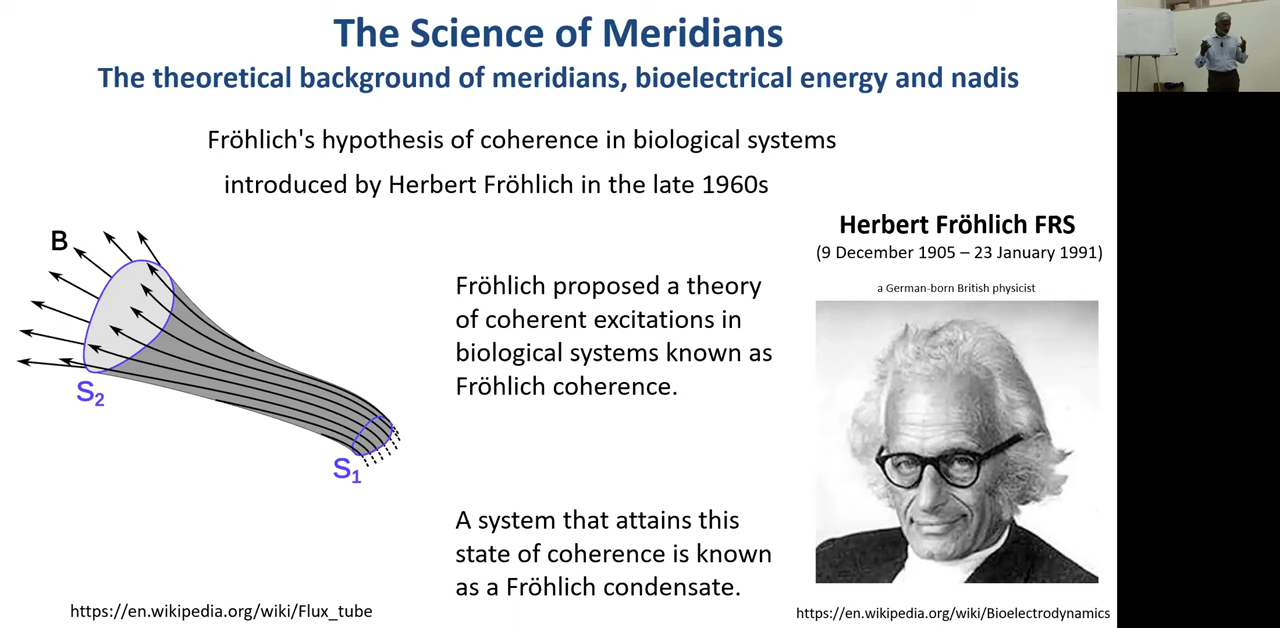 The Science of Meridians
The theoretical background of meridians, bioelectrical energy and nadis
Fröhlich's hypothesis of coherence in biological systems
introduced by Herbert Fröhlich in the late 1960s
B
S2
S1
Fröhlich proposed a theory
of coherent excitations in
biological systems known as
Fröhlich coherence.
A system that attains this
state of coherence is known
as a Fröhlich condensate.
Herbert Fröhlich FRS
(9 December 1905 – 23 January 1991)
a German-born British physicist
https://en.wikipedia.org/wiki/Flux_tube
https://en.wikipedia.org/wiki/Bioelectrodynamics